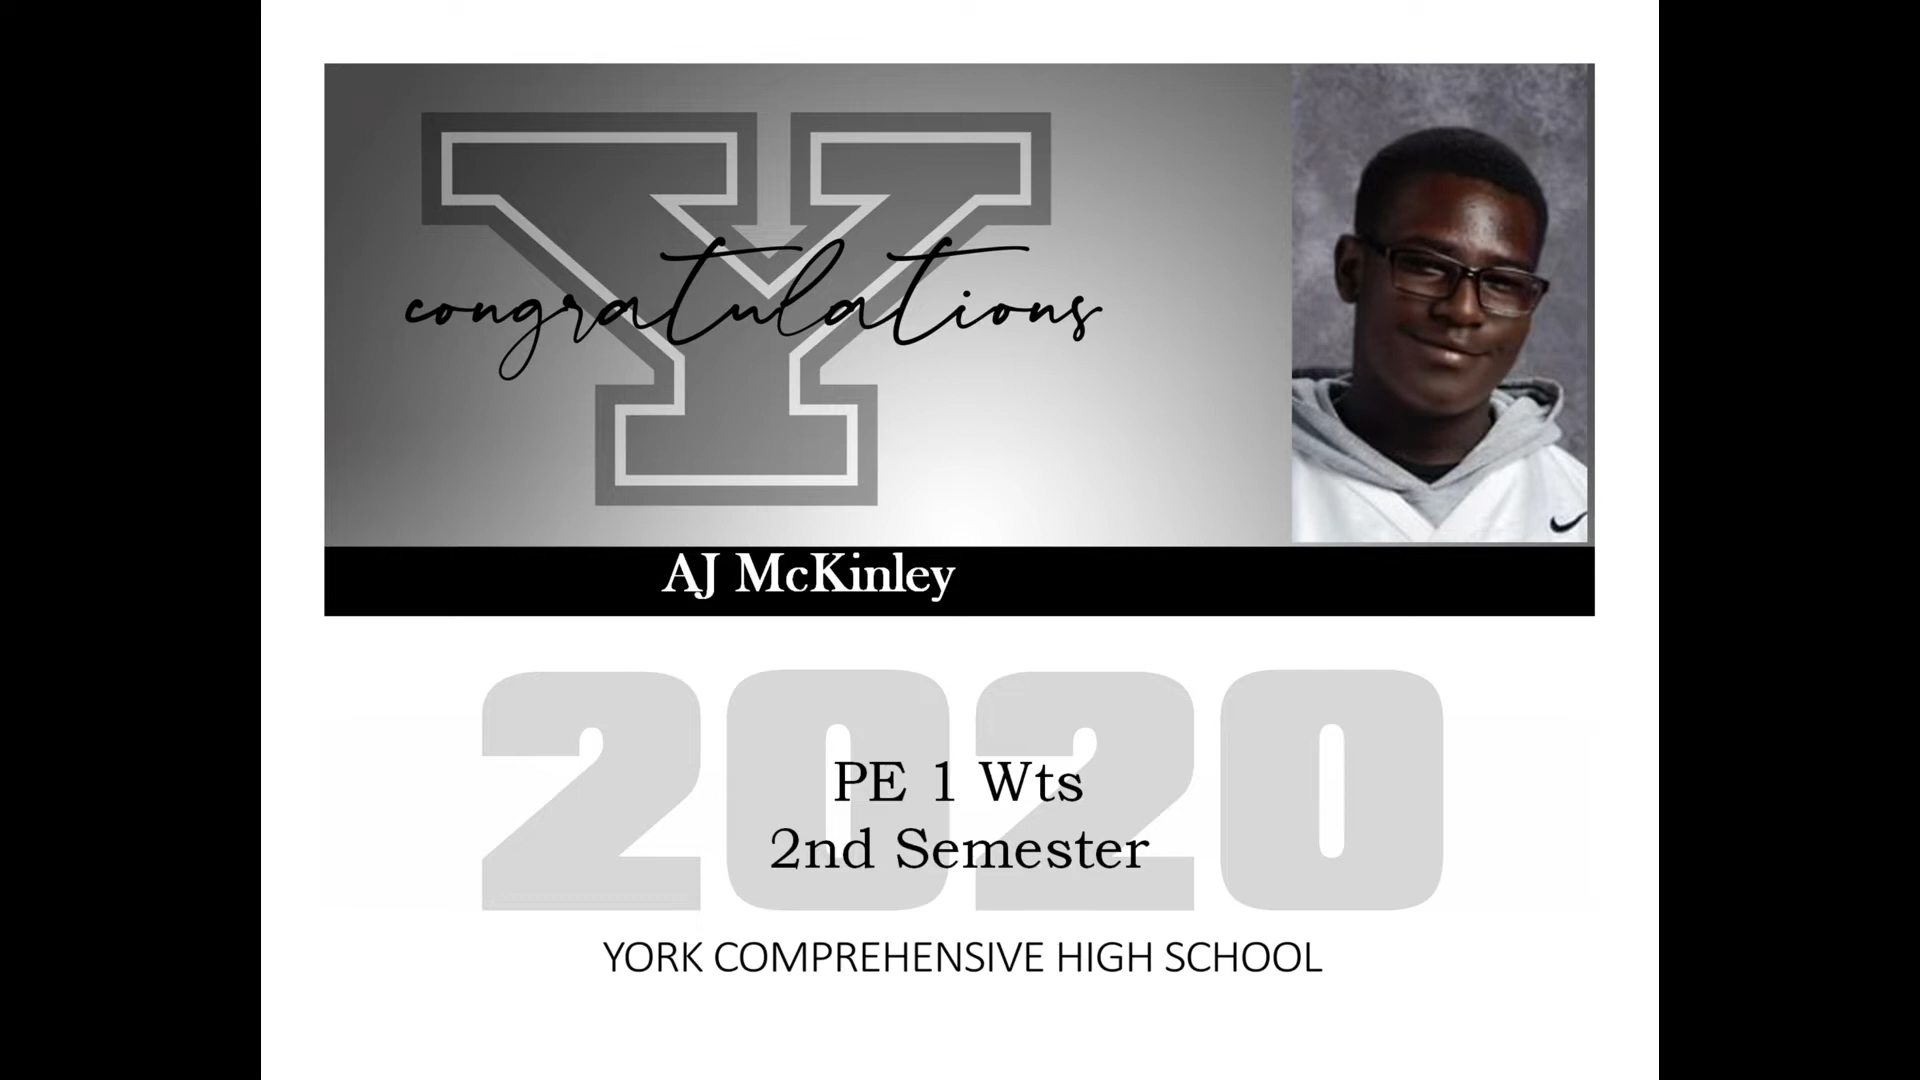 Y
congratulations
AJ McKinley
2020
PE 1 Wts
2nd Semester
YORK COMPREHENSIVE HIGH SCHOOL